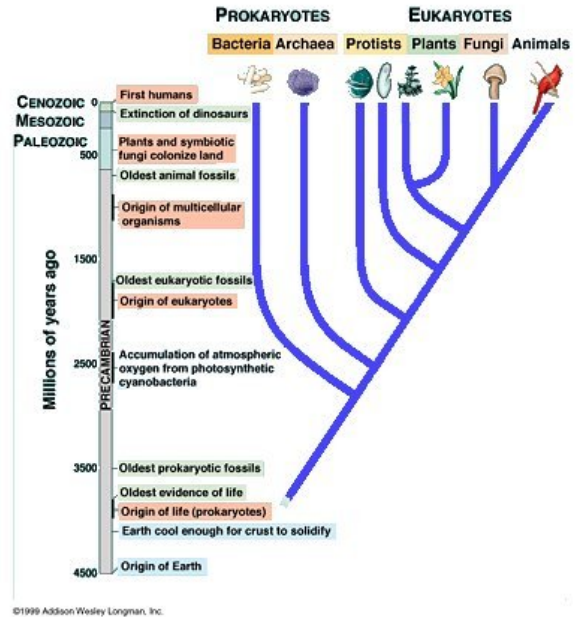 PROKARYOTES EUKARYOTES
Bacteria Archaea Protists Plants Fungi Animals
CENOZOIC
MESOZOIC
PALEOZOIC
0
500
1500
2500
3500
4500
Millions of years ago
PRECAMBRIAN
First humans
Extinction of dinosaurs
Plants and symbiotic
fungi colonize land
Oldest animal fossils
Origin of multicellular
organisms
Oldest eukaryotic fossils
Origin of eukaryotes
Accumulation of atmospheric
oxygen from photosynthetic
cyanobacteria
Oldest prokaryotic fossils
Oldest evidence of life
Origin of life (prokaryotes)
Earth cool enough for crust to solidify
Origin of Earth
©1999 Addison Wesley Longman, Inc.